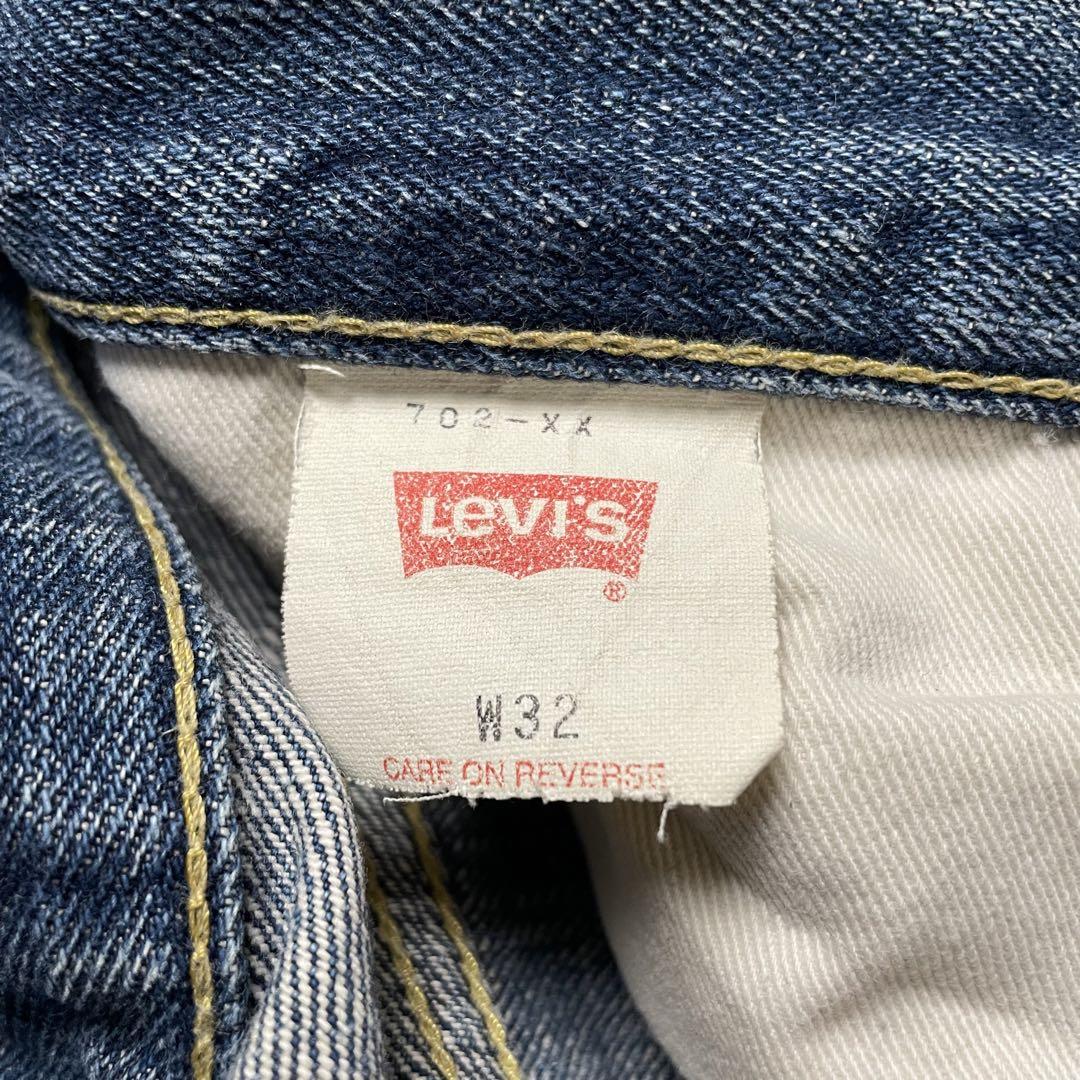 702-XX
Levi's
®
W32
CARE ON REVERSE